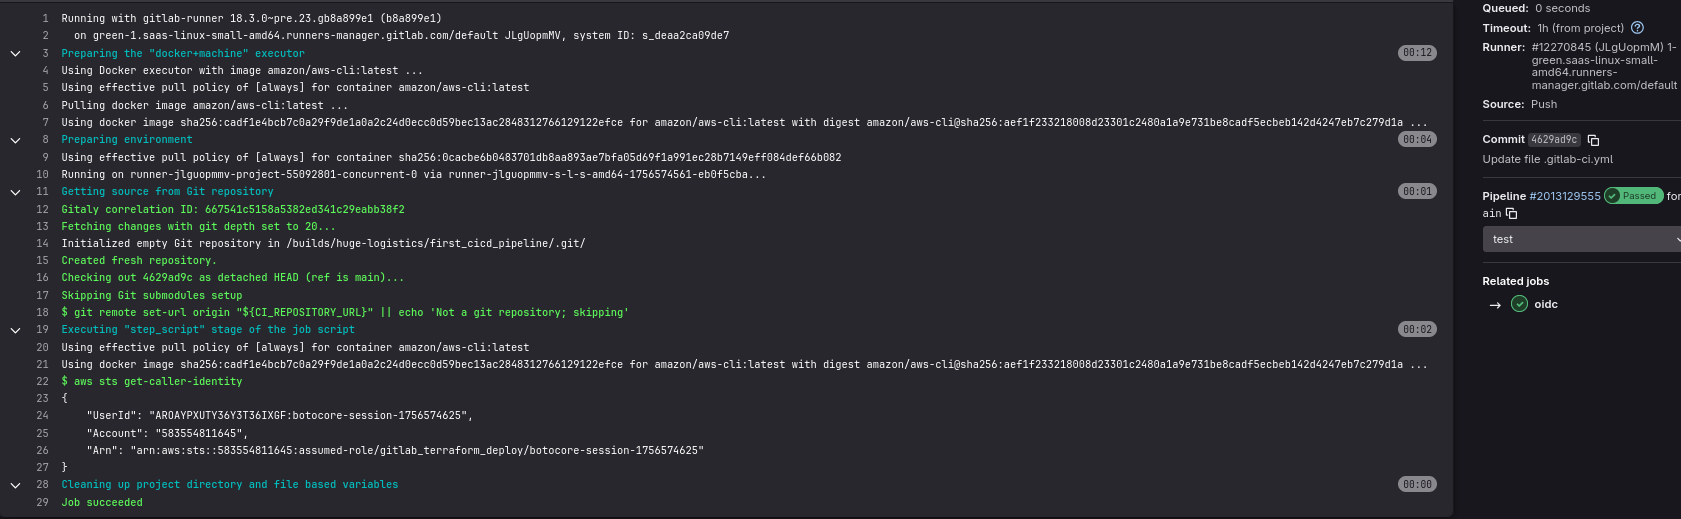 1 Running with gitlab-runner 18.3.0~pre.23.gb8a899e1 (b8a899e1)
2 on green-1.saas-linux-small-amd64.runners-manager.gitlab.com/default JLgUopmMV, system ID: s_deaa2ca09de7
3 Preparing the "docker+machine" executor 00:12
4 Using Docker executor with image amazon/aws-cli:latest ...
5 Using effective pull policy of [always] for container amazon/aws-cli:latest
6 Pulling docker image amazon/aws-cli:latest ...
7 Using docker image sha256:cadf1e4bcb7c0a29f9de1a0a2c24d0ecc0d59bec13ac2848312766129122efce for amazon/aws-cli:latest with digest amazon/aws-cli@sha256:aef1f233218008d23301c2480a1a9e731be8cadf5ecbeb142d4247eb7c279d1a ...
8 Preparing environment 00:04
9 Using effective pull policy of [always] for container sha256:0cacbe6b0483701db8aa893ae7bfa05d69f1a991ec28b7149eff084def66b082
10 Running on runner-jlguopmmv-project-55092801-concurrent-0 via runner-jlguopmmv-s-l-s-amd64-1756574561-eb0f5cba...
11 Getting source from Git repository 00:01
12 Gitaly correlation ID: 667541c5158a5382ed341c29eabb38f2
13 Fetching changes with git depth set to 20...
14 Initialized empty Git repository in /builds/huge-logistics/first_cicd_pipeline/.git/
15 Created fresh repository.
16 Checking out 4629ad9c as detached HEAD (ref is main)...
17 Skipping Git submodules setup
18 $ git remote set-url origin "${CI_REPOSITORY_URL}" || echo 'Not a git repository; skipping'
19 Executing "step_script" stage of the job script 00:02
20 Using effective pull policy of [always] for container amazon/aws-cli:latest
21 Using docker image sha256:cadf1e4bcb7c0a29f9de1a0a2c24d0ecc0d59bec13ac2848312766129122efce for amazon/aws-cli:latest with digest amazon/aws-cli@sha256:aef1f233218008d23301c2480a1a9e731be8cadf5ecbeb142d4247eb7c279d1a ...
22 $ aws sts get-caller-identity
23 {
24 "UserId": "AROAYPXUTY36Y3T36IXGF:botocore-session-1756574625",
25 "Account": "583554811645",
26 "Arn": "arn:aws:sts::583554811645:assumed-role/gitlab_terraform_deploy/botocore-session-1756574625"
27 }
28 Cleaning up project directory and file based variables 00:00
29 Job succeeded
Queued: 0 seconds
Timeout: 1h (from project)
Runner: #12270845 (JLgUopmM) 1-
green.saas-linux-small-
amd64.runners-
manager.gitlab.com/default
Source: Push
Commit 4629ad9c
Update file .gitlab-ci.yml
Pipeline #2013129555 Passed for
ain
test
Related jobs
→ oidc